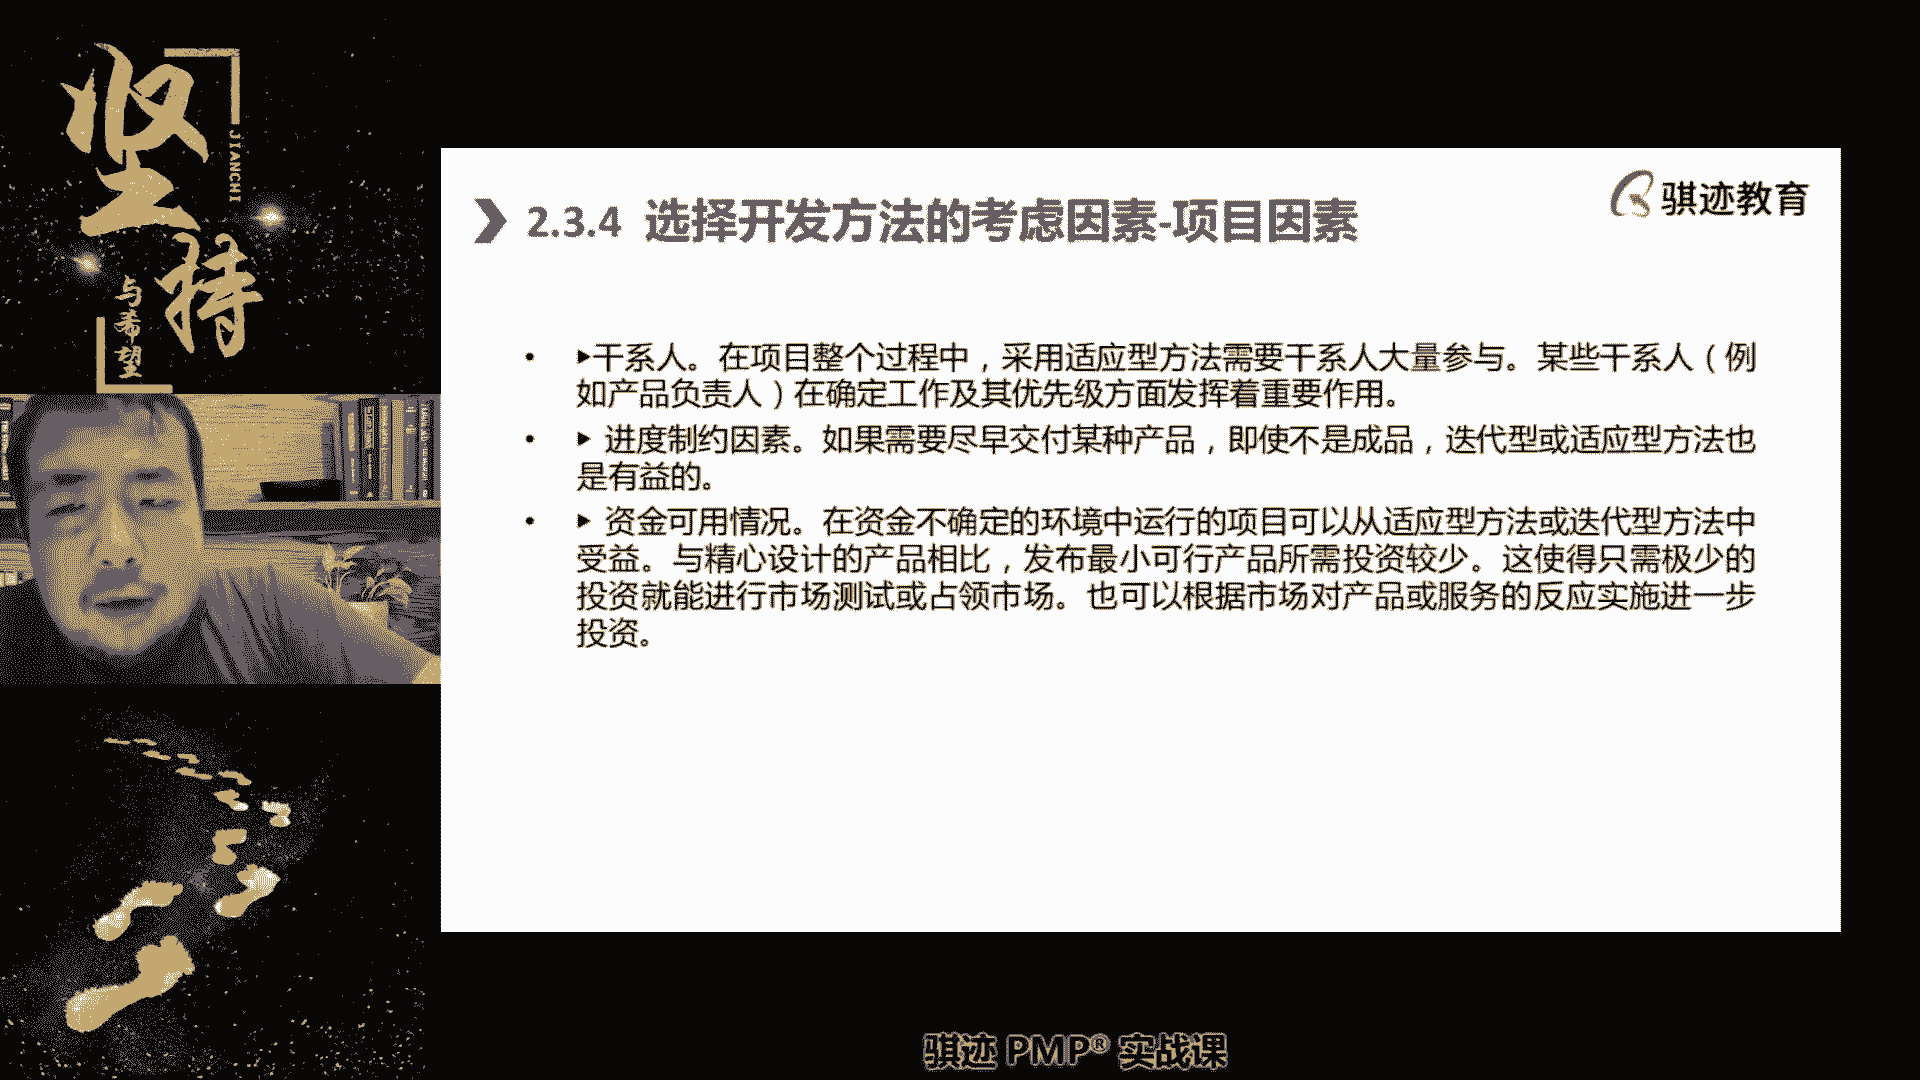 坚持
JIANCHI
与希望
骐迹教育
2.3.4 选择开发方法的考虑因素-项目因素
• ▶干系人。在项目整个过程中，采用适应型方法需要干系人大量参与。某些干系人（例
如产品负责人）在确定工作及其优先级方面发挥着重要作用。
• ▶ 进度制约因素。如果需要尽早交付某种产品，即使不是成品，迭代型或适应型方法也
是有益的。
• ▶ 资金可用情况。在资金不确定的环境中运行的项目可以从适应型方法或迭代型方法中
受益。与精心设计的产品相比，发布最小可行产品所需投资较少。这使得只需极少的
投资就能进行市场测试或占领市场。也可以根据市场对产品或服务的反应实施进一步
投资。
骐迹 PMP® 实战课